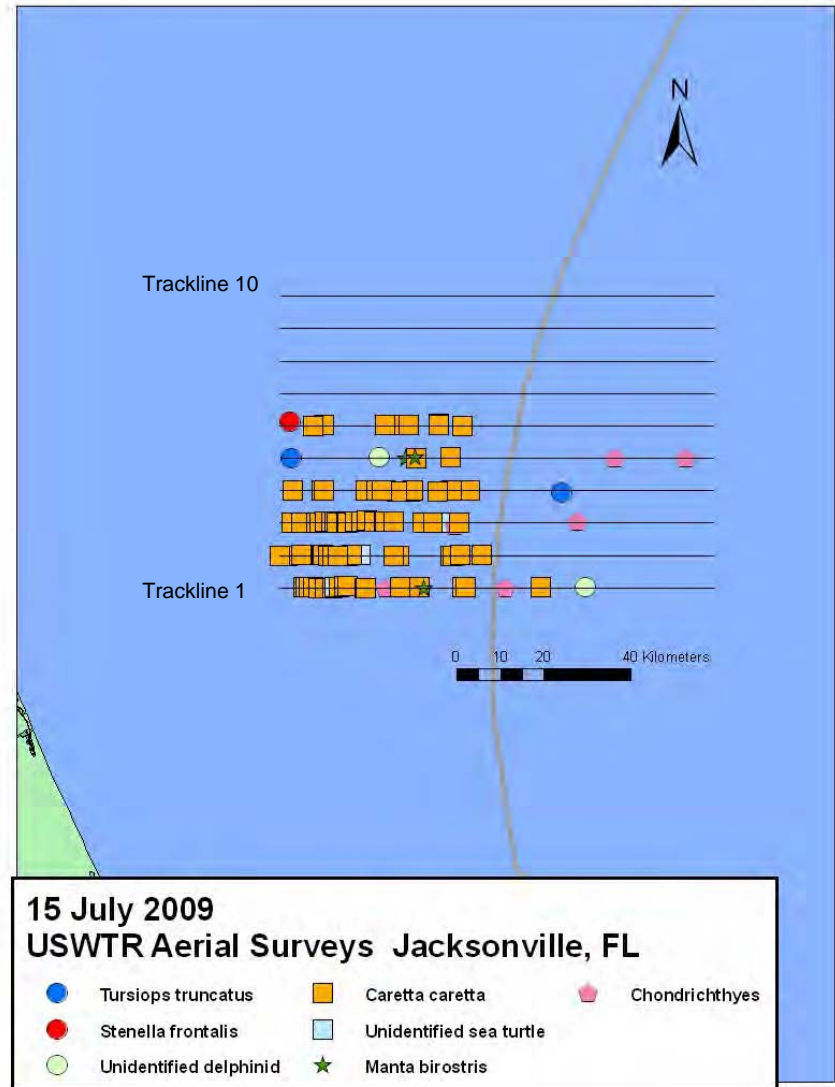 N
Trackline 10
Trackline 1
0 10 20 40 Kilometers
15 July 2009
USWTR Aerial Surveys Jacksonville, FL
Tursiops truncatus
Caretta caretta
Chondrichthyes
Stenella frontalis
Unidentified sea turtle
Unidentified delphinid
Manta birostris